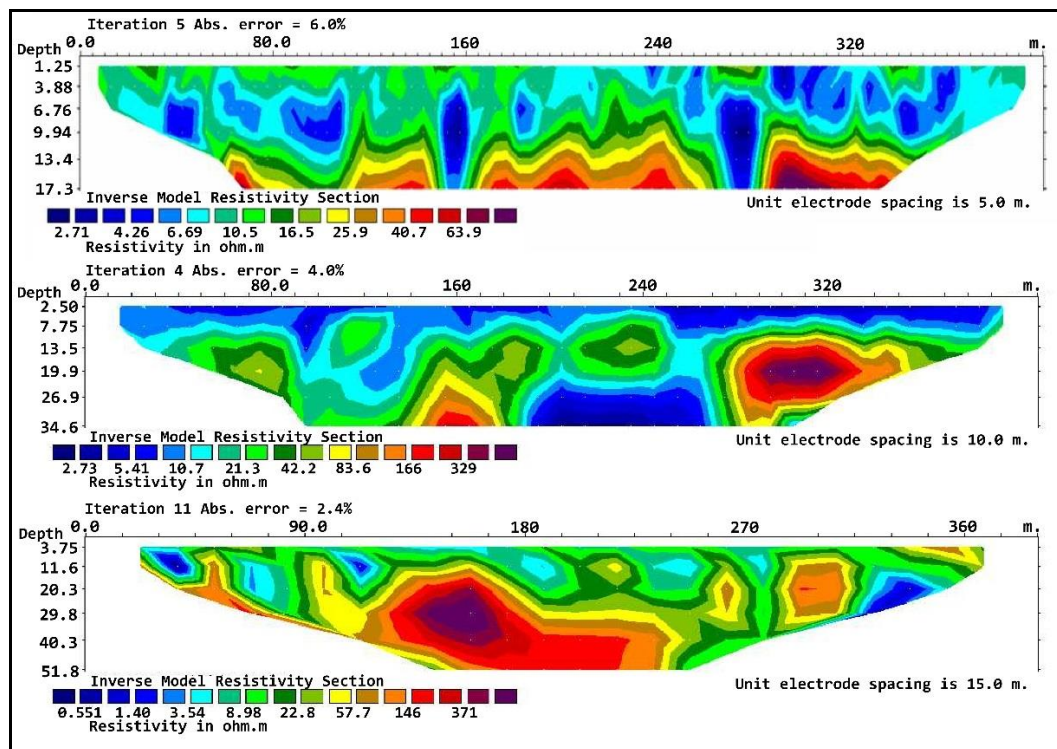 Iteration 5 Abs. error = 6.0%
Depth 0.0 80.0 160 240 320 m.
1.25
3.88
6.76
9.94
13.4
17.3
Inverse Model Resistivity Section
Unit electrode spacing is 5.0 m.
2.71 4.26 6.69 10.5 16.5 25.9 40.7 63.9
Resistivity in ohm.m
Iteration 4 Abs. error = 4.0%
Depth 0.0 80.0 160 240 320 m.
2.50
7.75
13.5
19.9
26.9
34.6
Inverse Model Resistivity Section
Unit electrode spacing is 10.0 m.
2.73 5.41 10.7 21.3 42.2 83.6 166 329
Resistivity in ohm.m
Iteration 11 Abs. error = 2.4%
Depth 0.0 90.0 180 270 360 m.
3.75
11.6
20.3
29.8
40.3
51.8
Inverse Model Resistivity Section
Unit electrode spacing is 15.0 m.
0.551 1.40 3.54 8.98 22.8 57.7 146 371
Resistivity in ohm.m